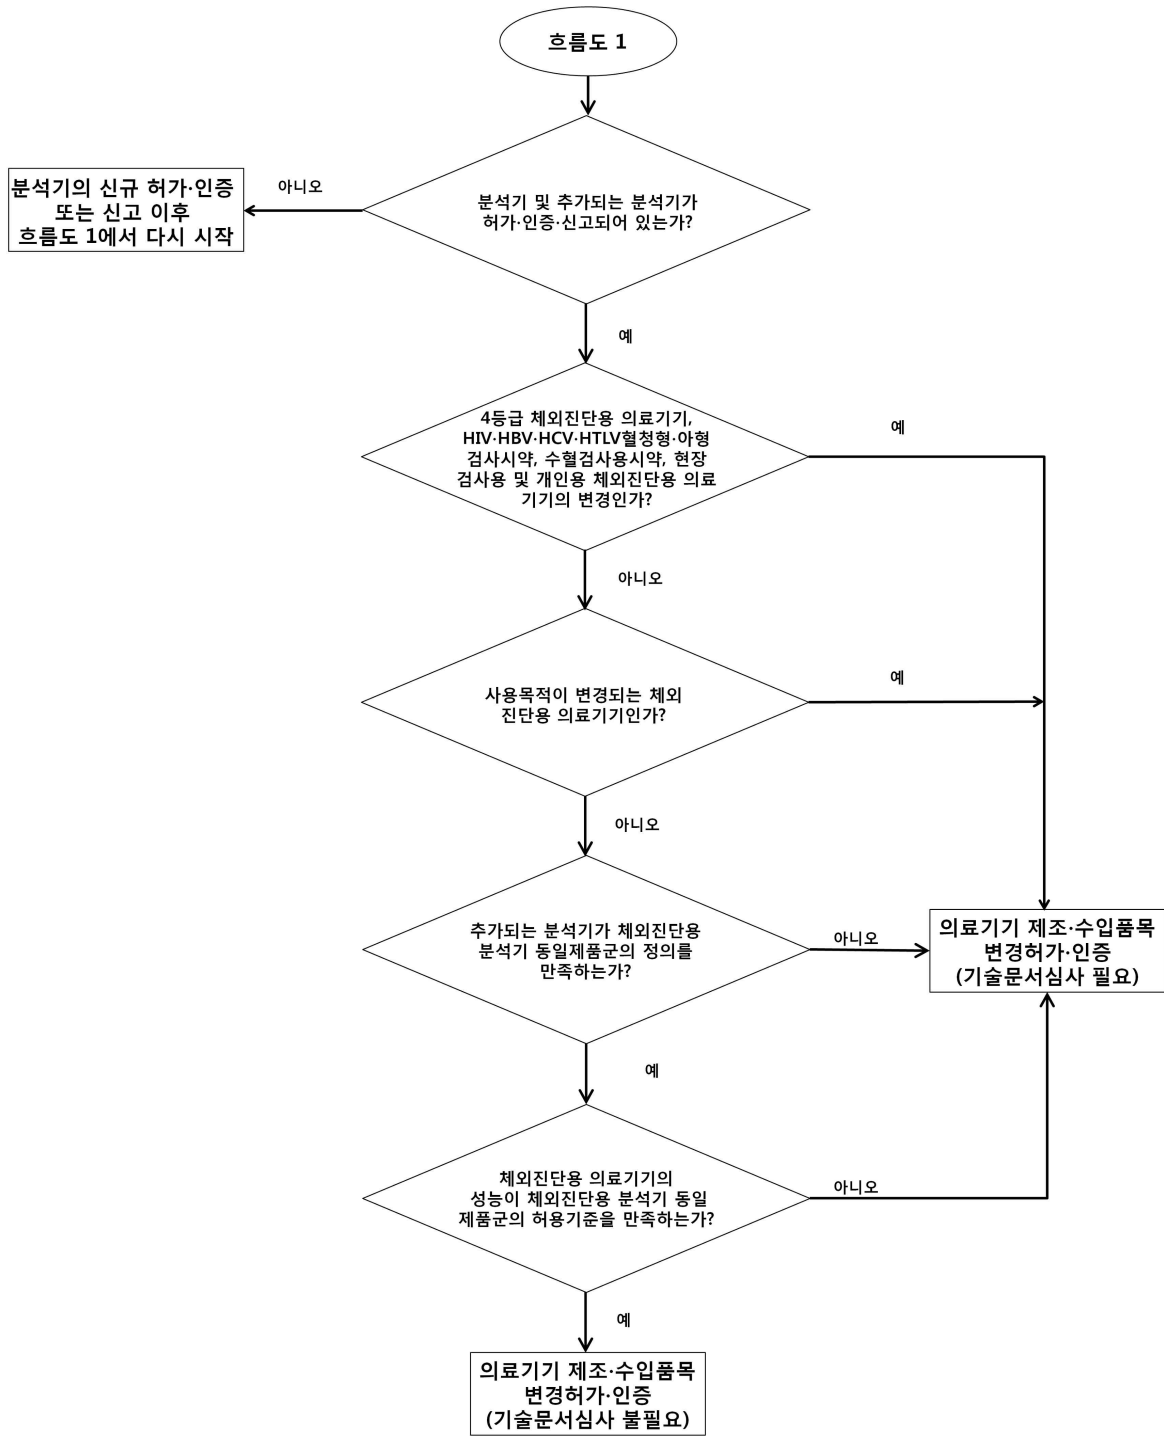 흐름도 1
분석기 및 추가되는 분석기가
허가·인증·신고되어 있는가?
아니오
분석기의 신규 허가·인증
또는 신고 이후
흐름도 1에서 다시 시작
예
4등급 체외진단용 의료기기,
HIV·HBV·HCV·HTLV혈청형·아형
검사시약, 수혈검사용시약, 현장
검사용 및 개인용 체외진단용 의료
기기의 변경인가?
예
아니오
사용목적이 변경되는 체외
진단용 의료기기인가?
예
아니오
추가되는 분석기가 체외진단용
분석기 동일제품군의 정의를
만족하는가?
아니오
의료기기 제조·수입품목
변경허가·인증
(기술문서심사 필요)
예
체외진단용 의료기기의
성능이 체외진단용 분석기 동일
제품군의 허용기준을 만족하는가?
아니오
예
의료기기 제조·수입품목
변경허가·인증
(기술문서심사 불필요)